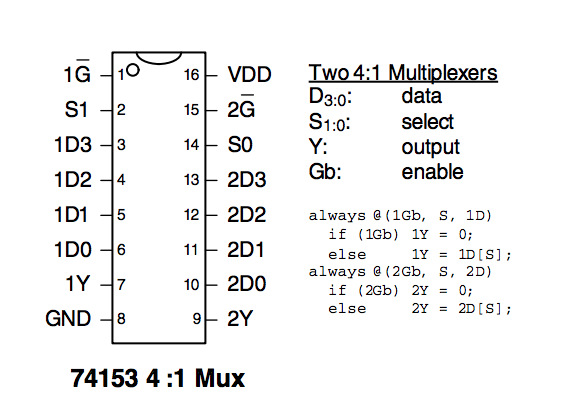 1G̅ 1 16 VDD
S1 2 15 2G̅
1D3 3 14 S0
1D2 4 13 2D3
1D1 5 12 2D2
1D0 6 11 2D1
1Y 7 10 2D0
GND 8 9 2Y
74153 4 :1 Mux
Two 4:1 Multiplexers
D3:0: data
S1:0: select
Y: output
Gb: enable
always @(1Gb, S, 1D)
if (1Gb) 1Y = 0;
else 1Y = 1D[S];
always @(2Gb, S, 2D)
if (2Gb) 2Y = 0;
else 2Y = 2D[S];